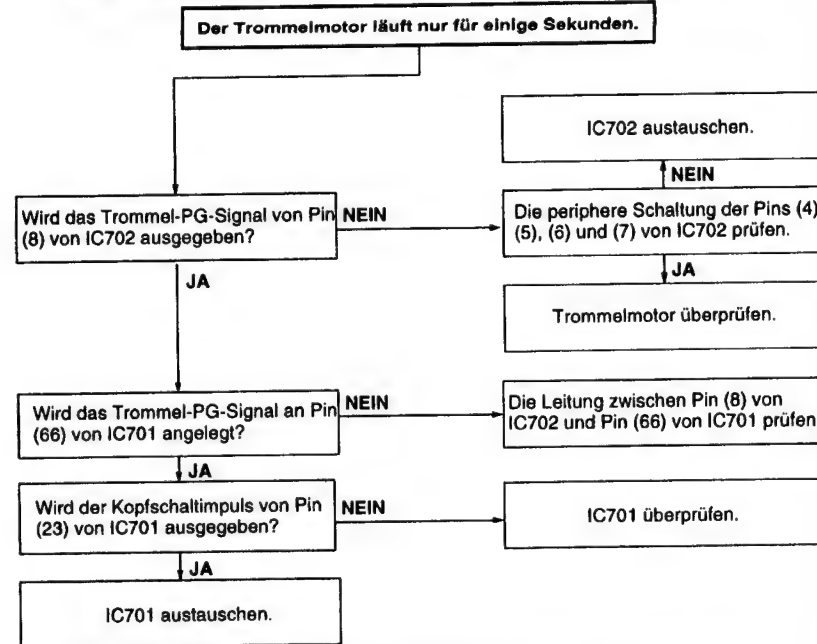 Der Trommelmotor läuft nur für einige Sekunden.
IC702 austauschen.
NEIN
Wird das Trommel-PG-Signal von Pin
(8) von IC702 ausgegeben?
NEIN
Die periphere Schaltung der Pins (4)
(5), (6) und (7) von IC702 prüfen.
JA
JA
Trommelmotor überprüfen.
Wird das Trommel-PG-Signal an Pin
(66) von IC701 angelegt?
NEIN
Die Leitung zwischen Pin (8) von
IC702 und Pin (66) von IC701 prüfen
JA
Wird der Kopfschaltimpuls von Pin
(23) von IC701 ausgegeben?
NEIN
IC701 überprüfen.
JA
IC701 austauschen.